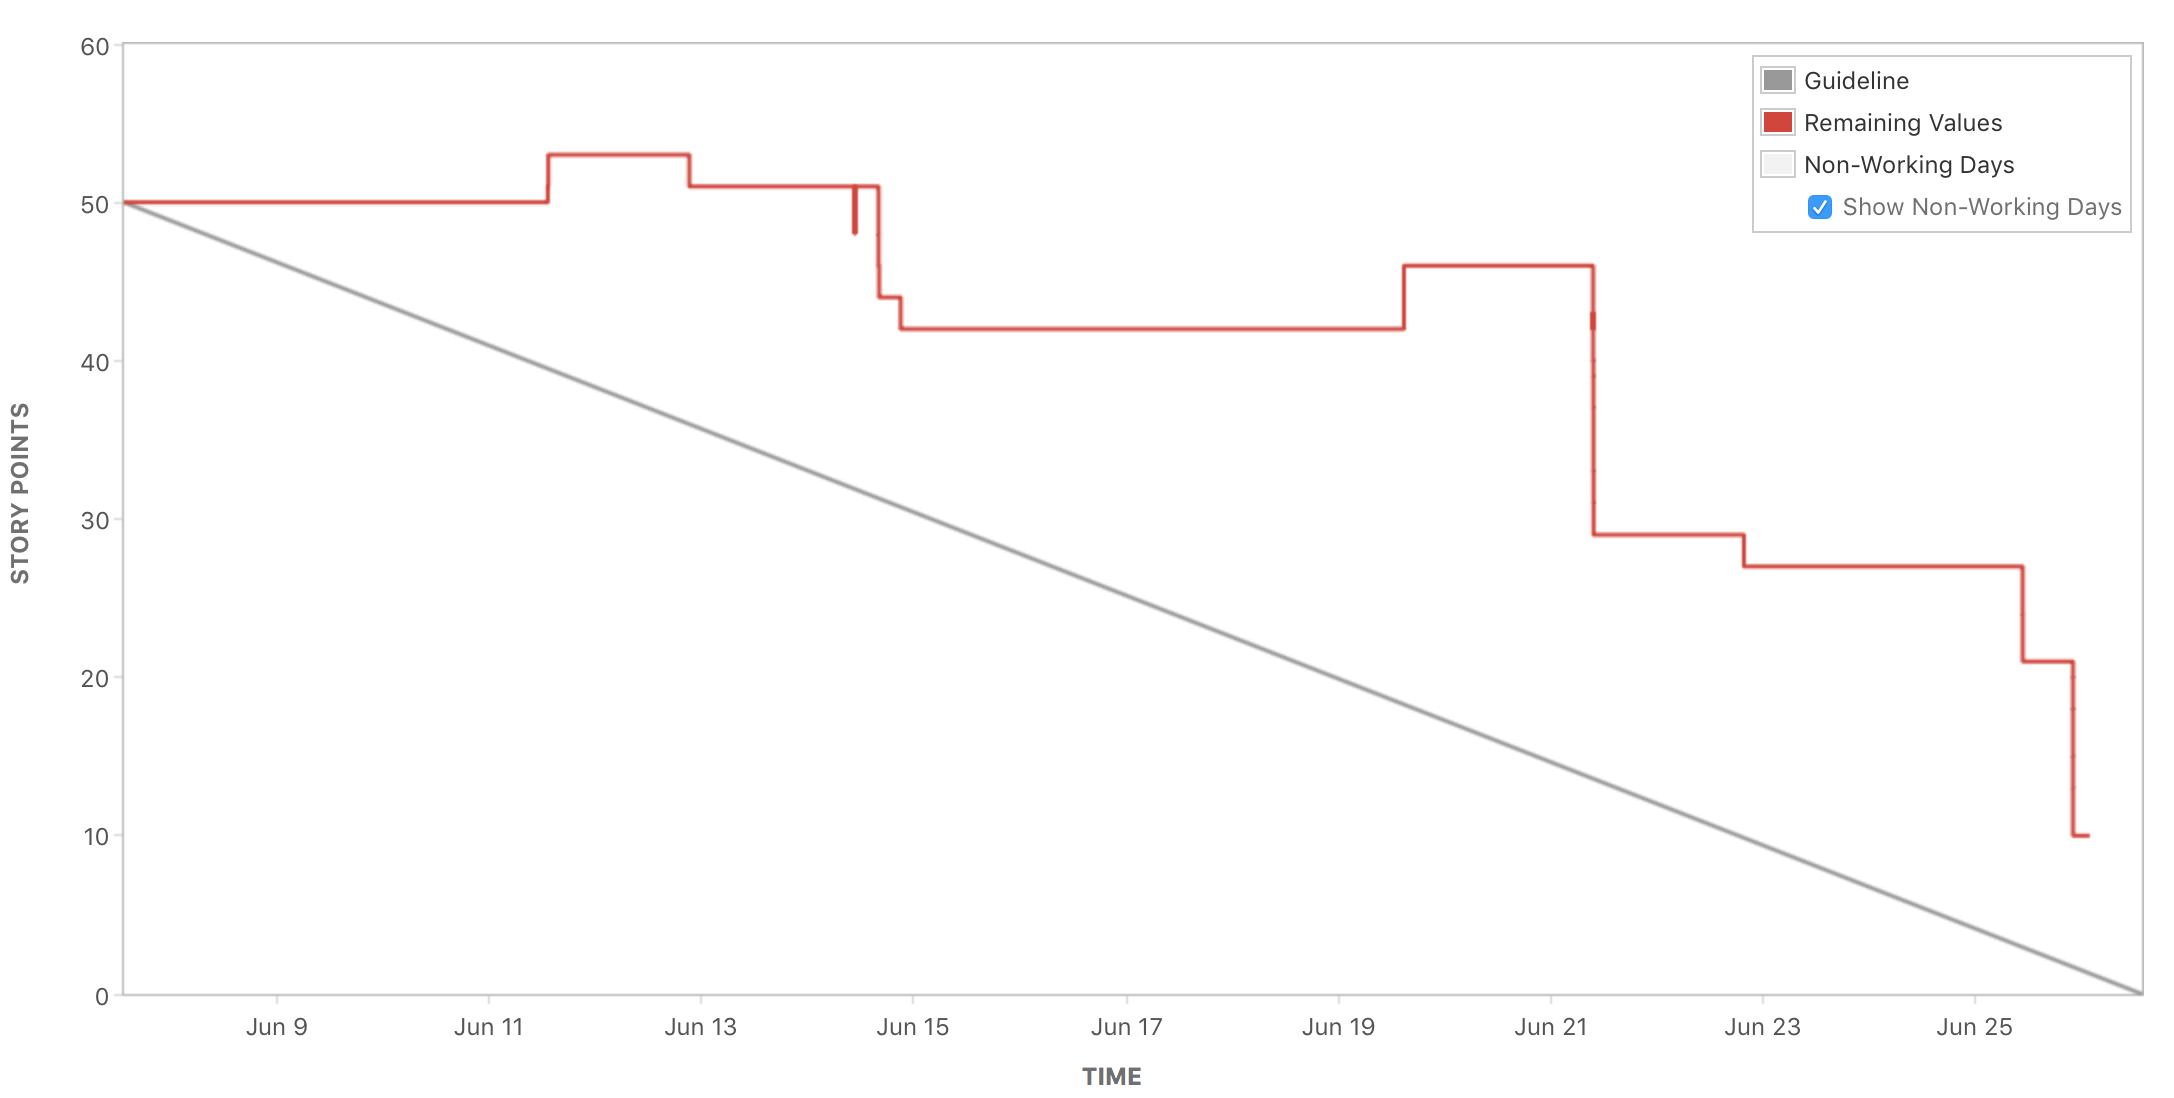 60
50
40
30
20
10
0
STORY POINTS
Guideline
Remaining Values
Non-Working Days
Show Non-Working Days
Jun 9 Jun 11 Jun 13 Jun 15 Jun 17 Jun 19 Jun 21 Jun 23 Jun 25
TIME